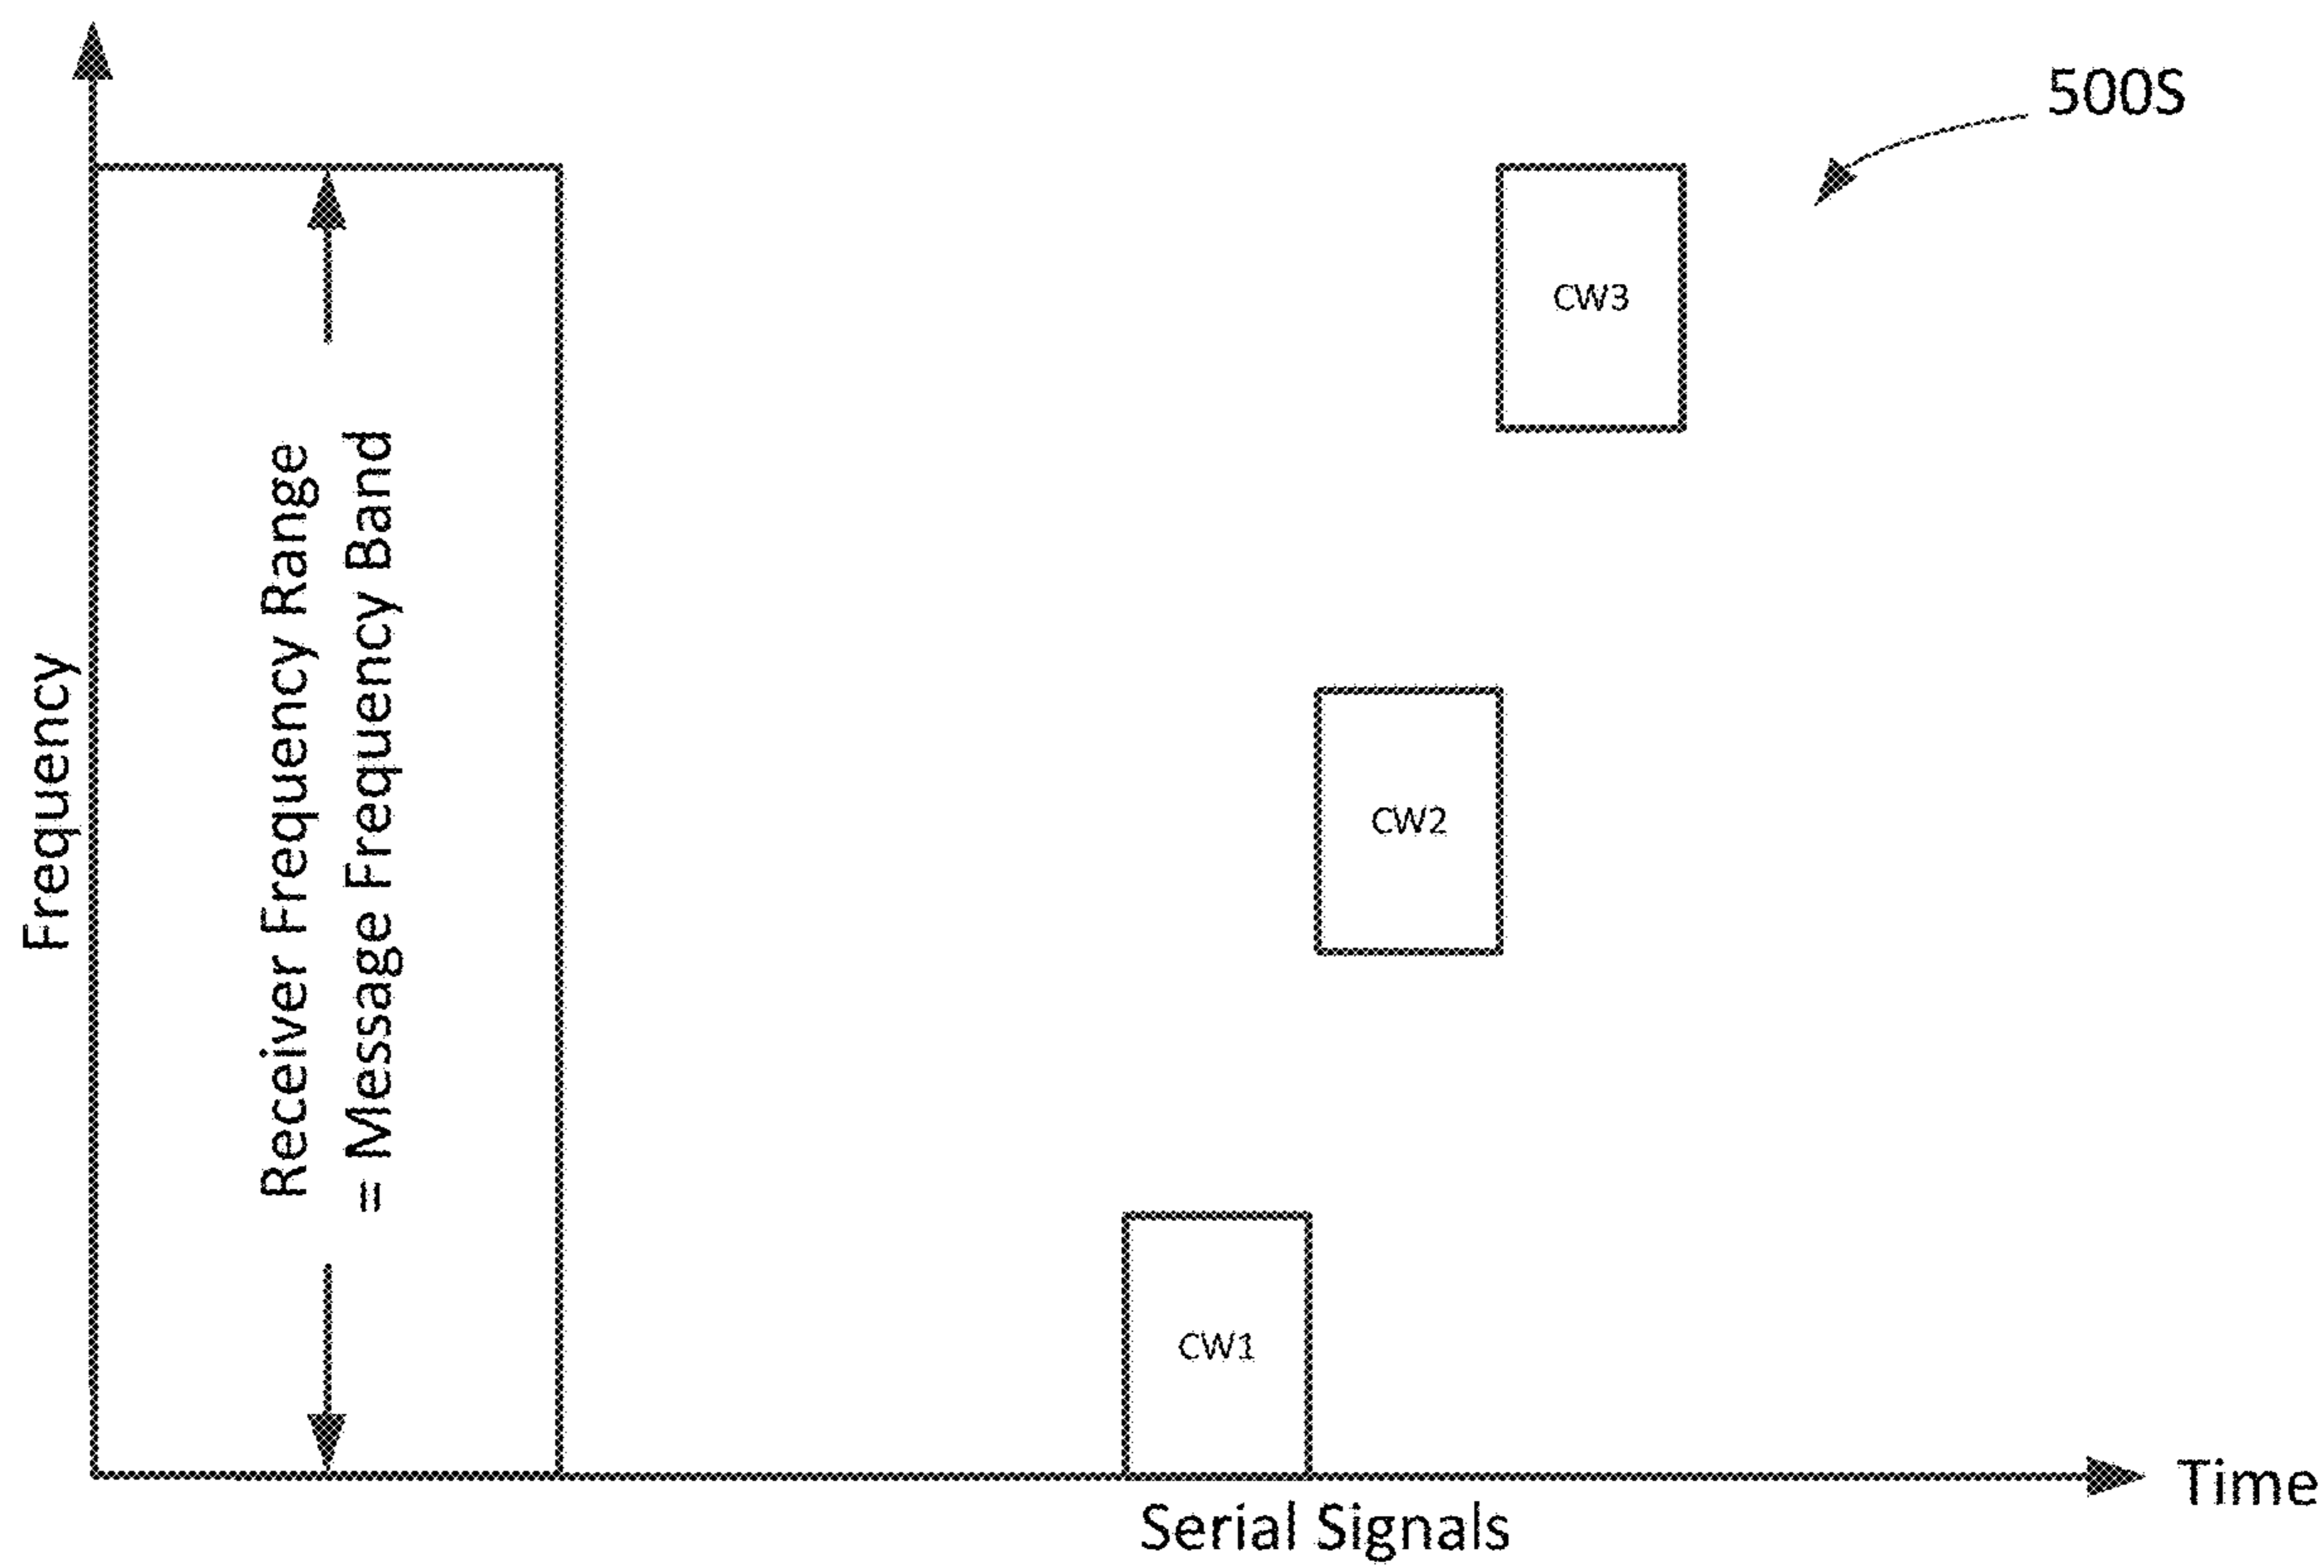 500S
CW3
Frequency
Receiver Frequency Range
= Message Frequency Band
CW2
CW1
Time
Serial Signals